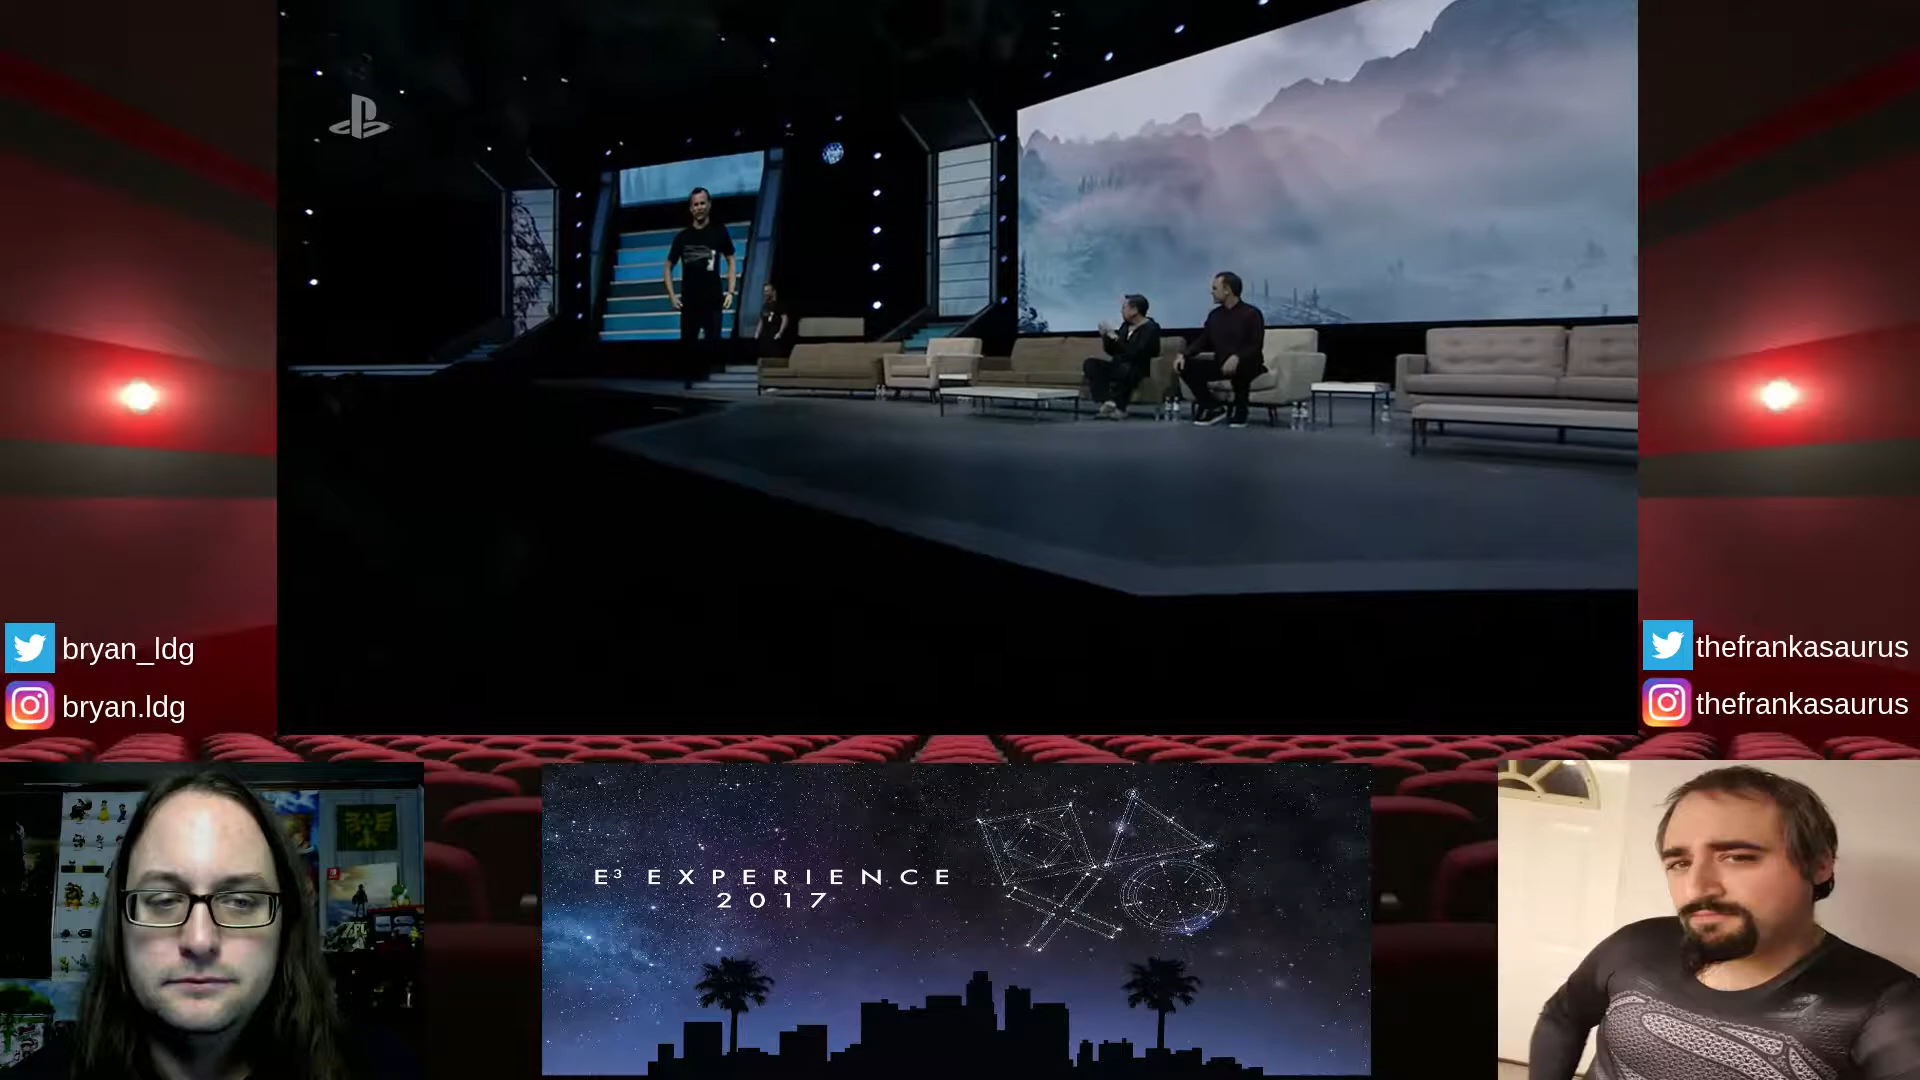 bryan_ldg
bryan.ldg
thefrankasaurus
thefrankasaurus
E³ EXPERIENCE
2017